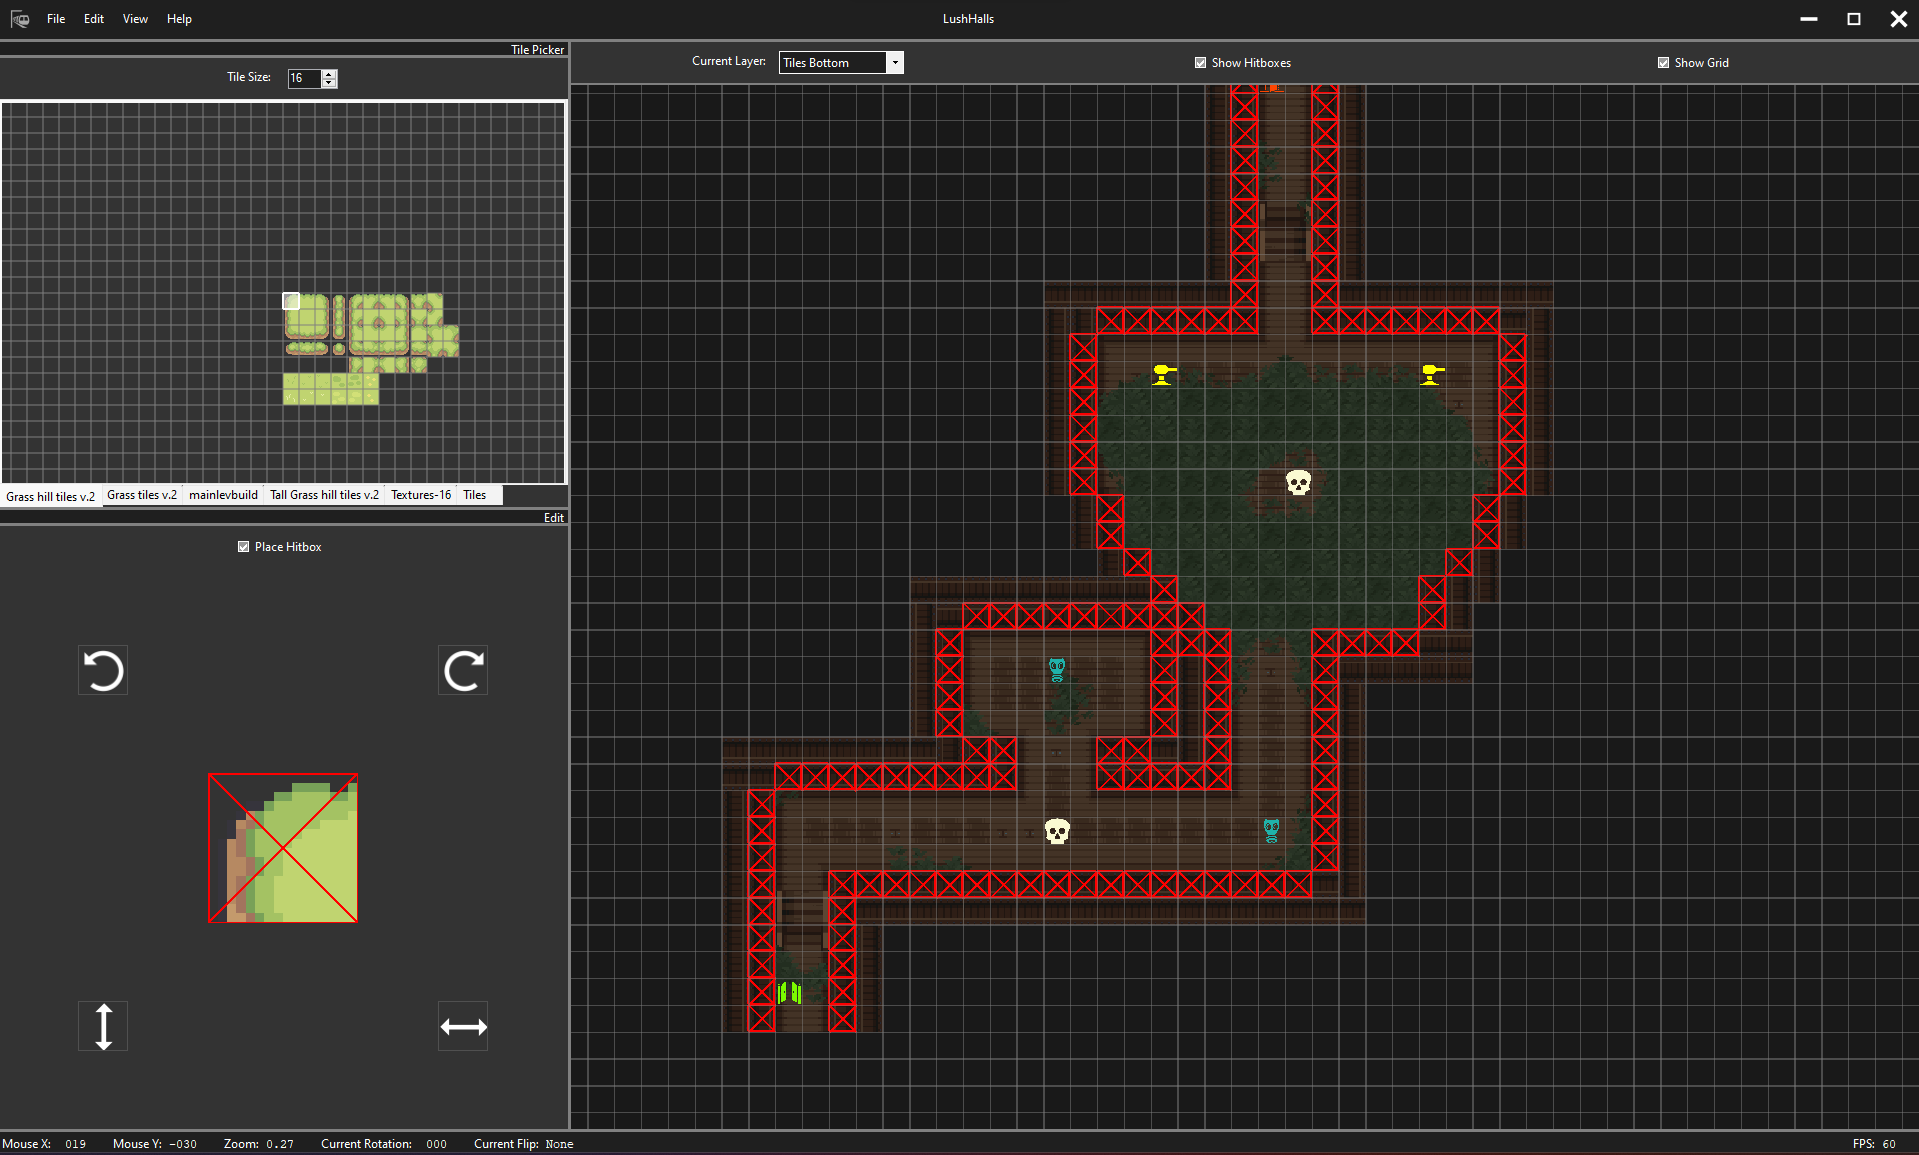 File Edit View Help LushHalls
Tile Picker
Tile Size: 16
Current Layer: Tiles Bottom Show Hitboxes Show Grid
Grass hill tiles v.2 Grass tiles v.2 mainlevbuild Tall Grass hill tiles v.2 Textures-16 Tiles
Edit
Place Hitbox
Mouse X: 019 Mouse Y: -030 Zoom: 0.27 Current Rotation: 000 Current Flip: None FPS: 60